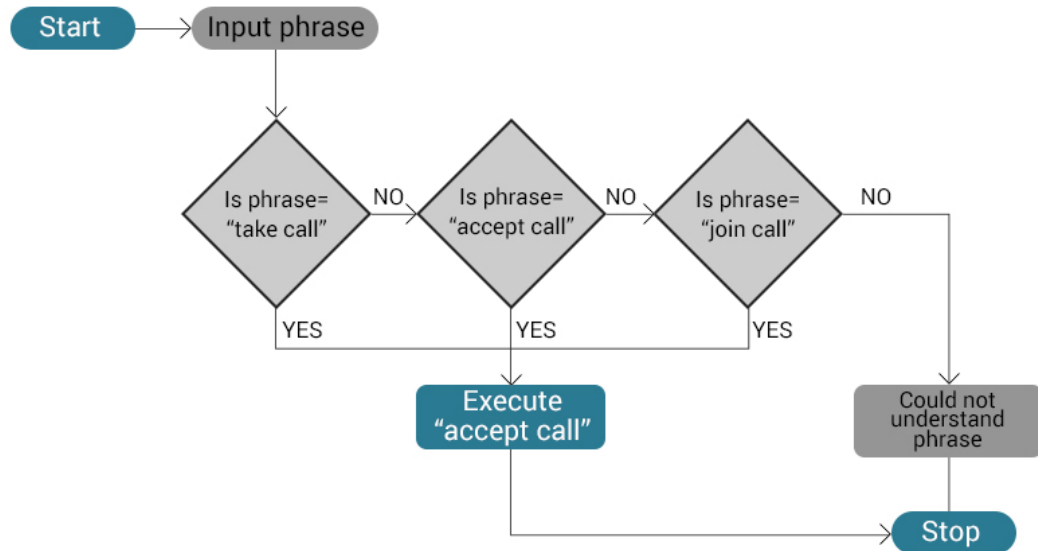 Start
Input phrase
Is phrase=
“take call”
NO
Is phrase=
“accept call”
NO
Is phrase=
“join call”
NO
YES
YES
YES
Execute
“accept call”
Could not
understand
phrase
Stop